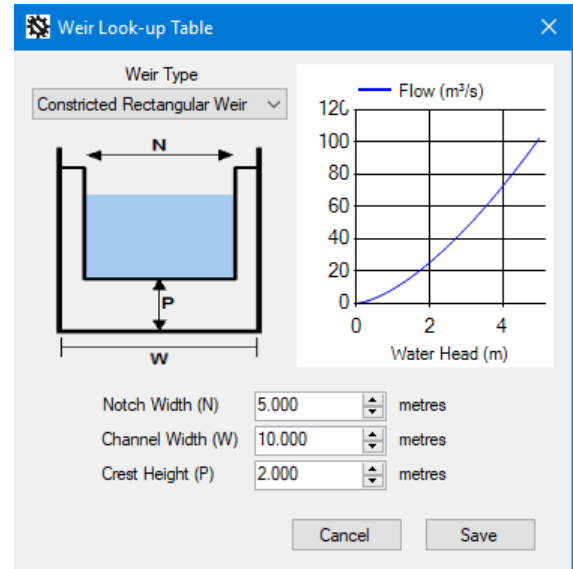 Weir Look-up Table
Weir Type
Constricted Rectangular Weir
N
P
W
Flow (m³/s)
120
100
80
60
40
20
0
0 2 4
Water Head (m)
Notch Width (N) 5.000 metres
Channel Width (W) 10.000 metres
Crest Height (P) 2.000 metres
Cancel Save